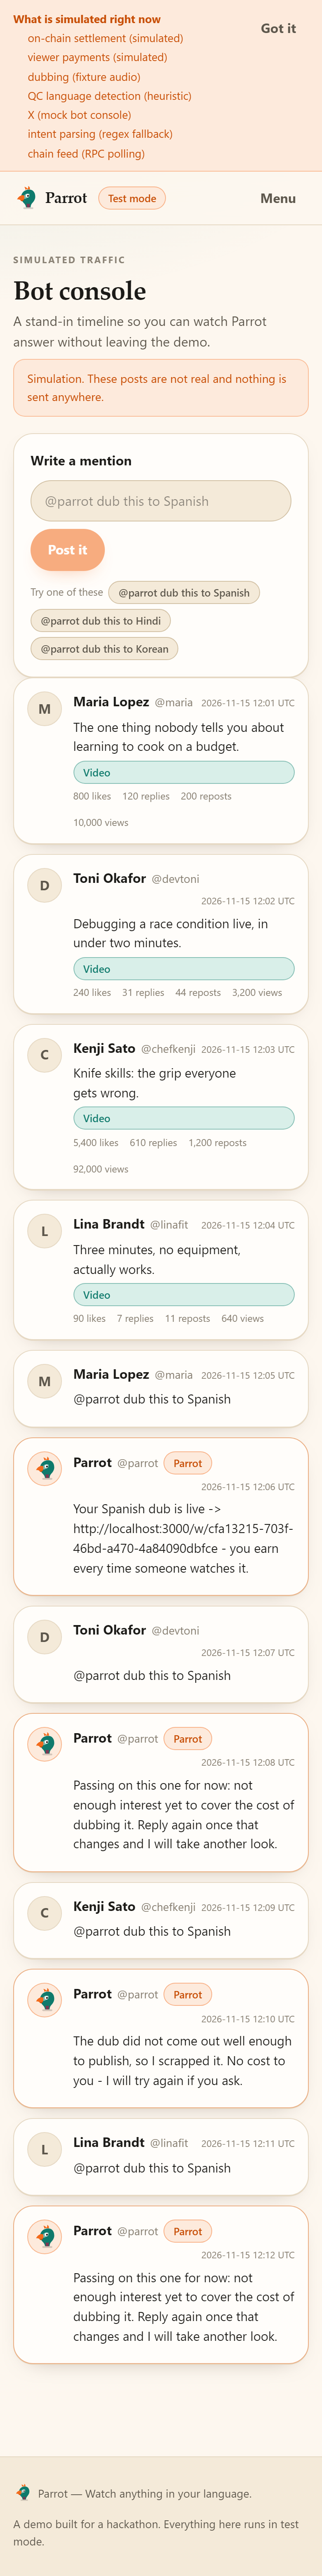 What is simulated right now
Got it
on-chain settlement (simulated)
viewer payments (simulated)
dubbing (fixture audio)
QC language detection (heuristic)
X (mock bot console)
intent parsing (regex fallback)
chain feed (RPC polling)
Parrot
Test mode
Menu
SIMULATED TRAFFIC
Bot console
A stand-in timeline so you can watch Parrot
answer without leaving the demo.
Simulation. These posts are not real and nothing is
sent anywhere.
Write a mention
@parrot dub this to Spanish
Post it
Try one of these
@parrot dub this to Spanish
@parrot dub this to Hindi
@parrot dub this to Korean
M
Maria Lopez @maria 2026-11-15 12:01 UTC
The one thing nobody tells you about
learning to cook on a budget.
Video
800 likes 120 replies 200 reposts
10,000 views
D
Toni Okafor @devtoni
2026-11-15 12:02 UTC
Debugging a race condition live, in
under two minutes.
Video
240 likes 31 replies 44 reposts 3,200 views
C
Kenji Sato @chefkenji 2026-11-15 12:03 UTC
Knife skills: the grip everyone
gets wrong.
Video
5,400 likes 610 replies 1,200 reposts
92,000 views
L
Lina Brandt @linafit 2026-11-15 12:04 UTC
Three minutes, no equipment,
actually works.
Video
90 likes 7 replies 11 reposts 640 views
M
Maria Lopez @maria 2026-11-15 12:05 UTC
@parrot dub this to Spanish
Parrot @parrot Parrot
2026-11-15 12:06 UTC
Your Spanish dub is live ->
http://localhost:3000/w/cfa13215-703f-
46bd-a470-4a84090dbfce - you earn
every time someone watches it.
D
Toni Okafor @devtoni
2026-11-15 12:07 UTC
@parrot dub this to Spanish
Parrot @parrot Parrot
2026-11-15 12:08 UTC
Passing on this one for now: not
enough interest yet to cover the cost of
dubbing it. Reply again once that
changes and I will take another look.
C
Kenji Sato @chefkenji 2026-11-15 12:09 UTC
@parrot dub this to Spanish
Parrot @parrot Parrot
2026-11-15 12:10 UTC
The dub did not come out well enough
to publish, so I scrapped it. No cost to
you - I will try again if you ask.
L
Lina Brandt @linafit 2026-11-15 12:11 UTC
@parrot dub this to Spanish
Parrot @parrot Parrot
2026-11-15 12:12 UTC
Passing on this one for now: not
enough interest yet to cover the cost of
dubbing it. Reply again once that
changes and I will take another look.
Parrot — Watch anything in your language.
A demo built for a hackathon. Everything here runs in test
mode.